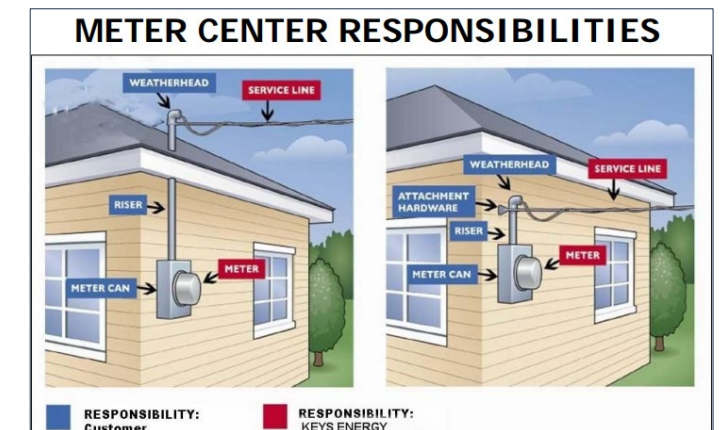 METER CENTER RESPONSIBILITIES
WEATHERHEAD
SERVICE LINE
RISER
METER
METER CAN
WEATHERHEAD
SERVICE LINE
ATTACHMENT
HARDWARE
RISER
METER
METER CAN
RESPONSIBILITY:
Customer
RESPONSIBILITY:
KEYS ENERGY